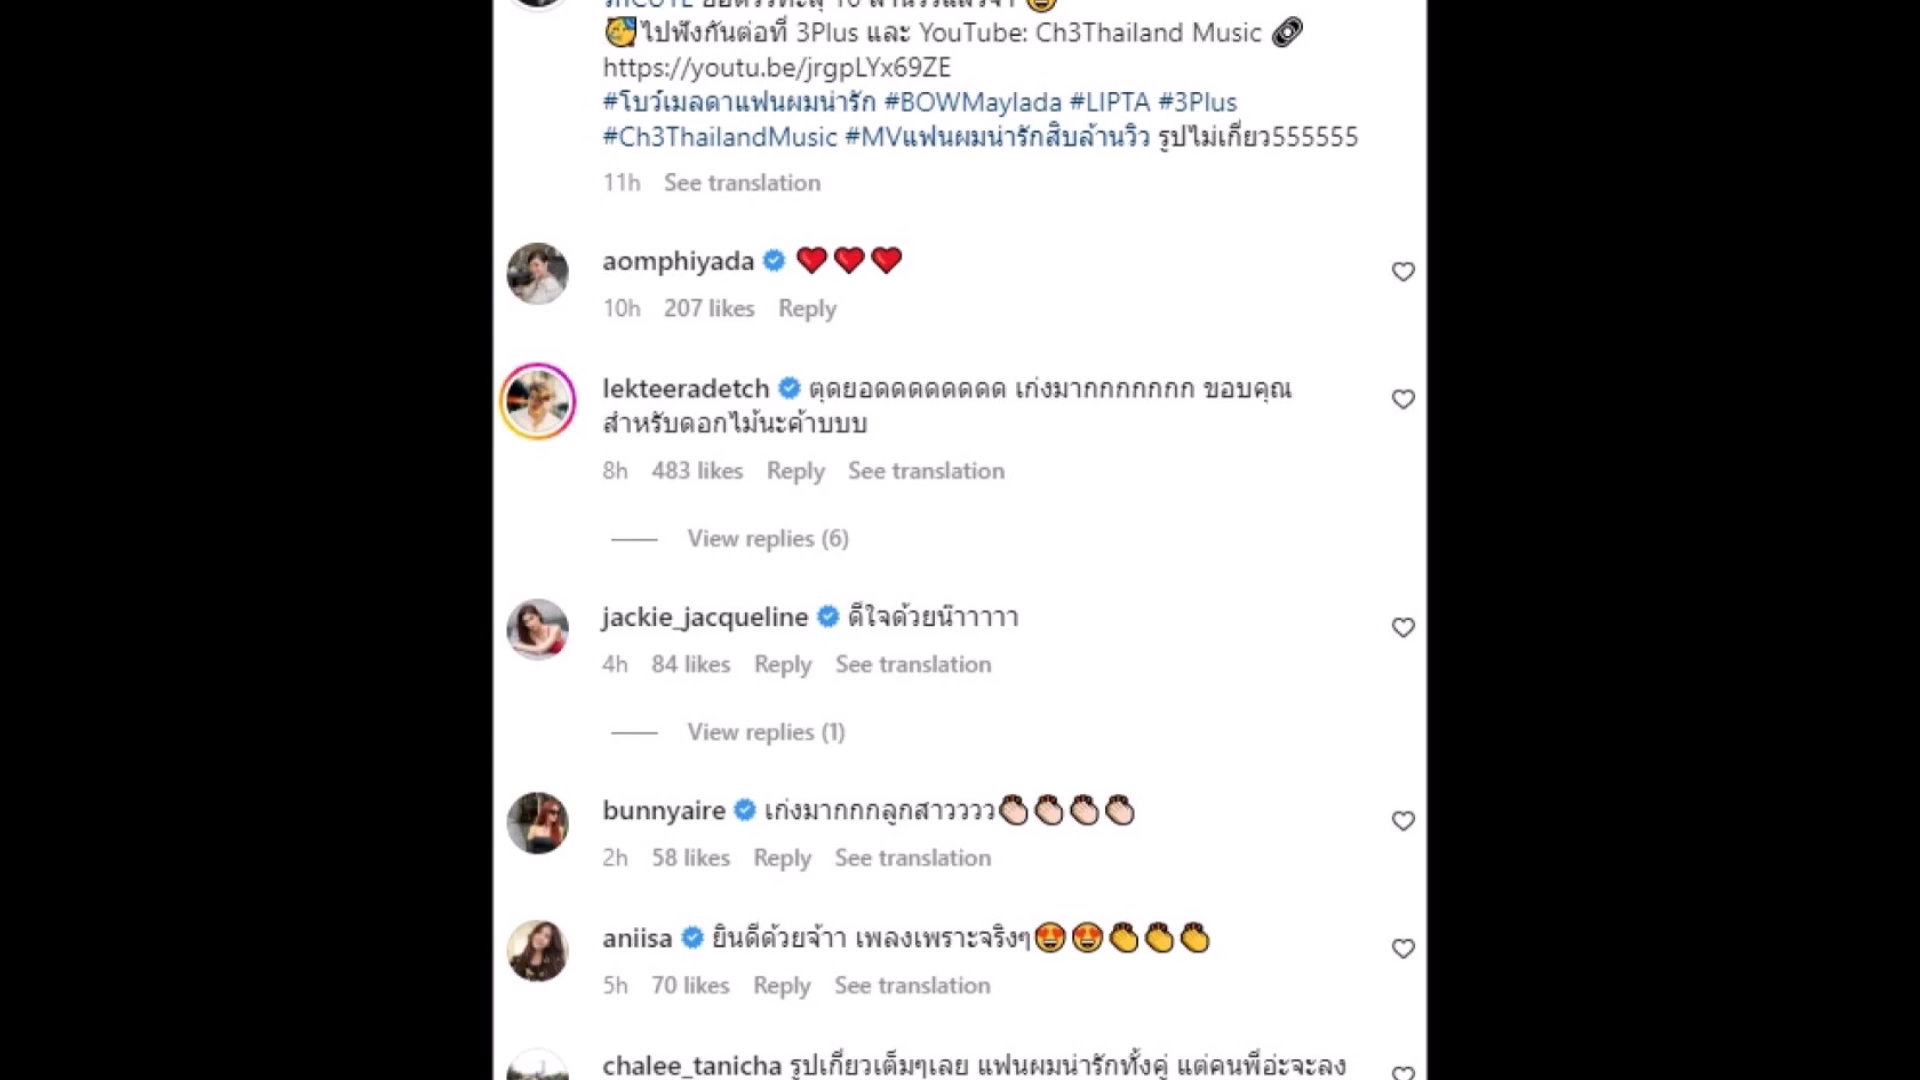 ไปฟังกันต่อที่ 3Plus และ YouTube: Ch3Thailand Music
https://youtu.be/jrgpLYx69ZE
#โบว์เมลดาแฟนผมน่ารัก #BOWMaylada #LIPTA #3Plus
#Ch3ThailandMusic #MVแฟนผมน่ารักสิบล้านวิว รูปไม่เกี่ยว555555
11h See translation
aomphiyada ❤️❤️❤️
10h 207 likes Reply
lekteeradetch ตุดยอดดดดดดดด เก่งมากกกกกกก ขอบคุณ
สำหรับดอกไม้นะค้าบบบ
8h 483 likes Reply See translation
View replies (6)
jackie_jacqueline ดีใจด้วยน๊าาาาา
4h 84 likes Reply See translation
View replies (1)
bunnyaire เก่งมากกกลูกสาวววว👏🏻👏🏻👏🏻👏🏻
2h 58 likes Reply See translation
aniisa ยินดีด้วยจ้าา เพลงเพราะจริงๆ😍😍👏👏👏
5h 70 likes Reply See translation
chalee_tanicha รูปเกี่ยวเต็มๆเลย แฟนผมน่ารักทั้งคู่ แต่คนพี่อ่ะจะลง